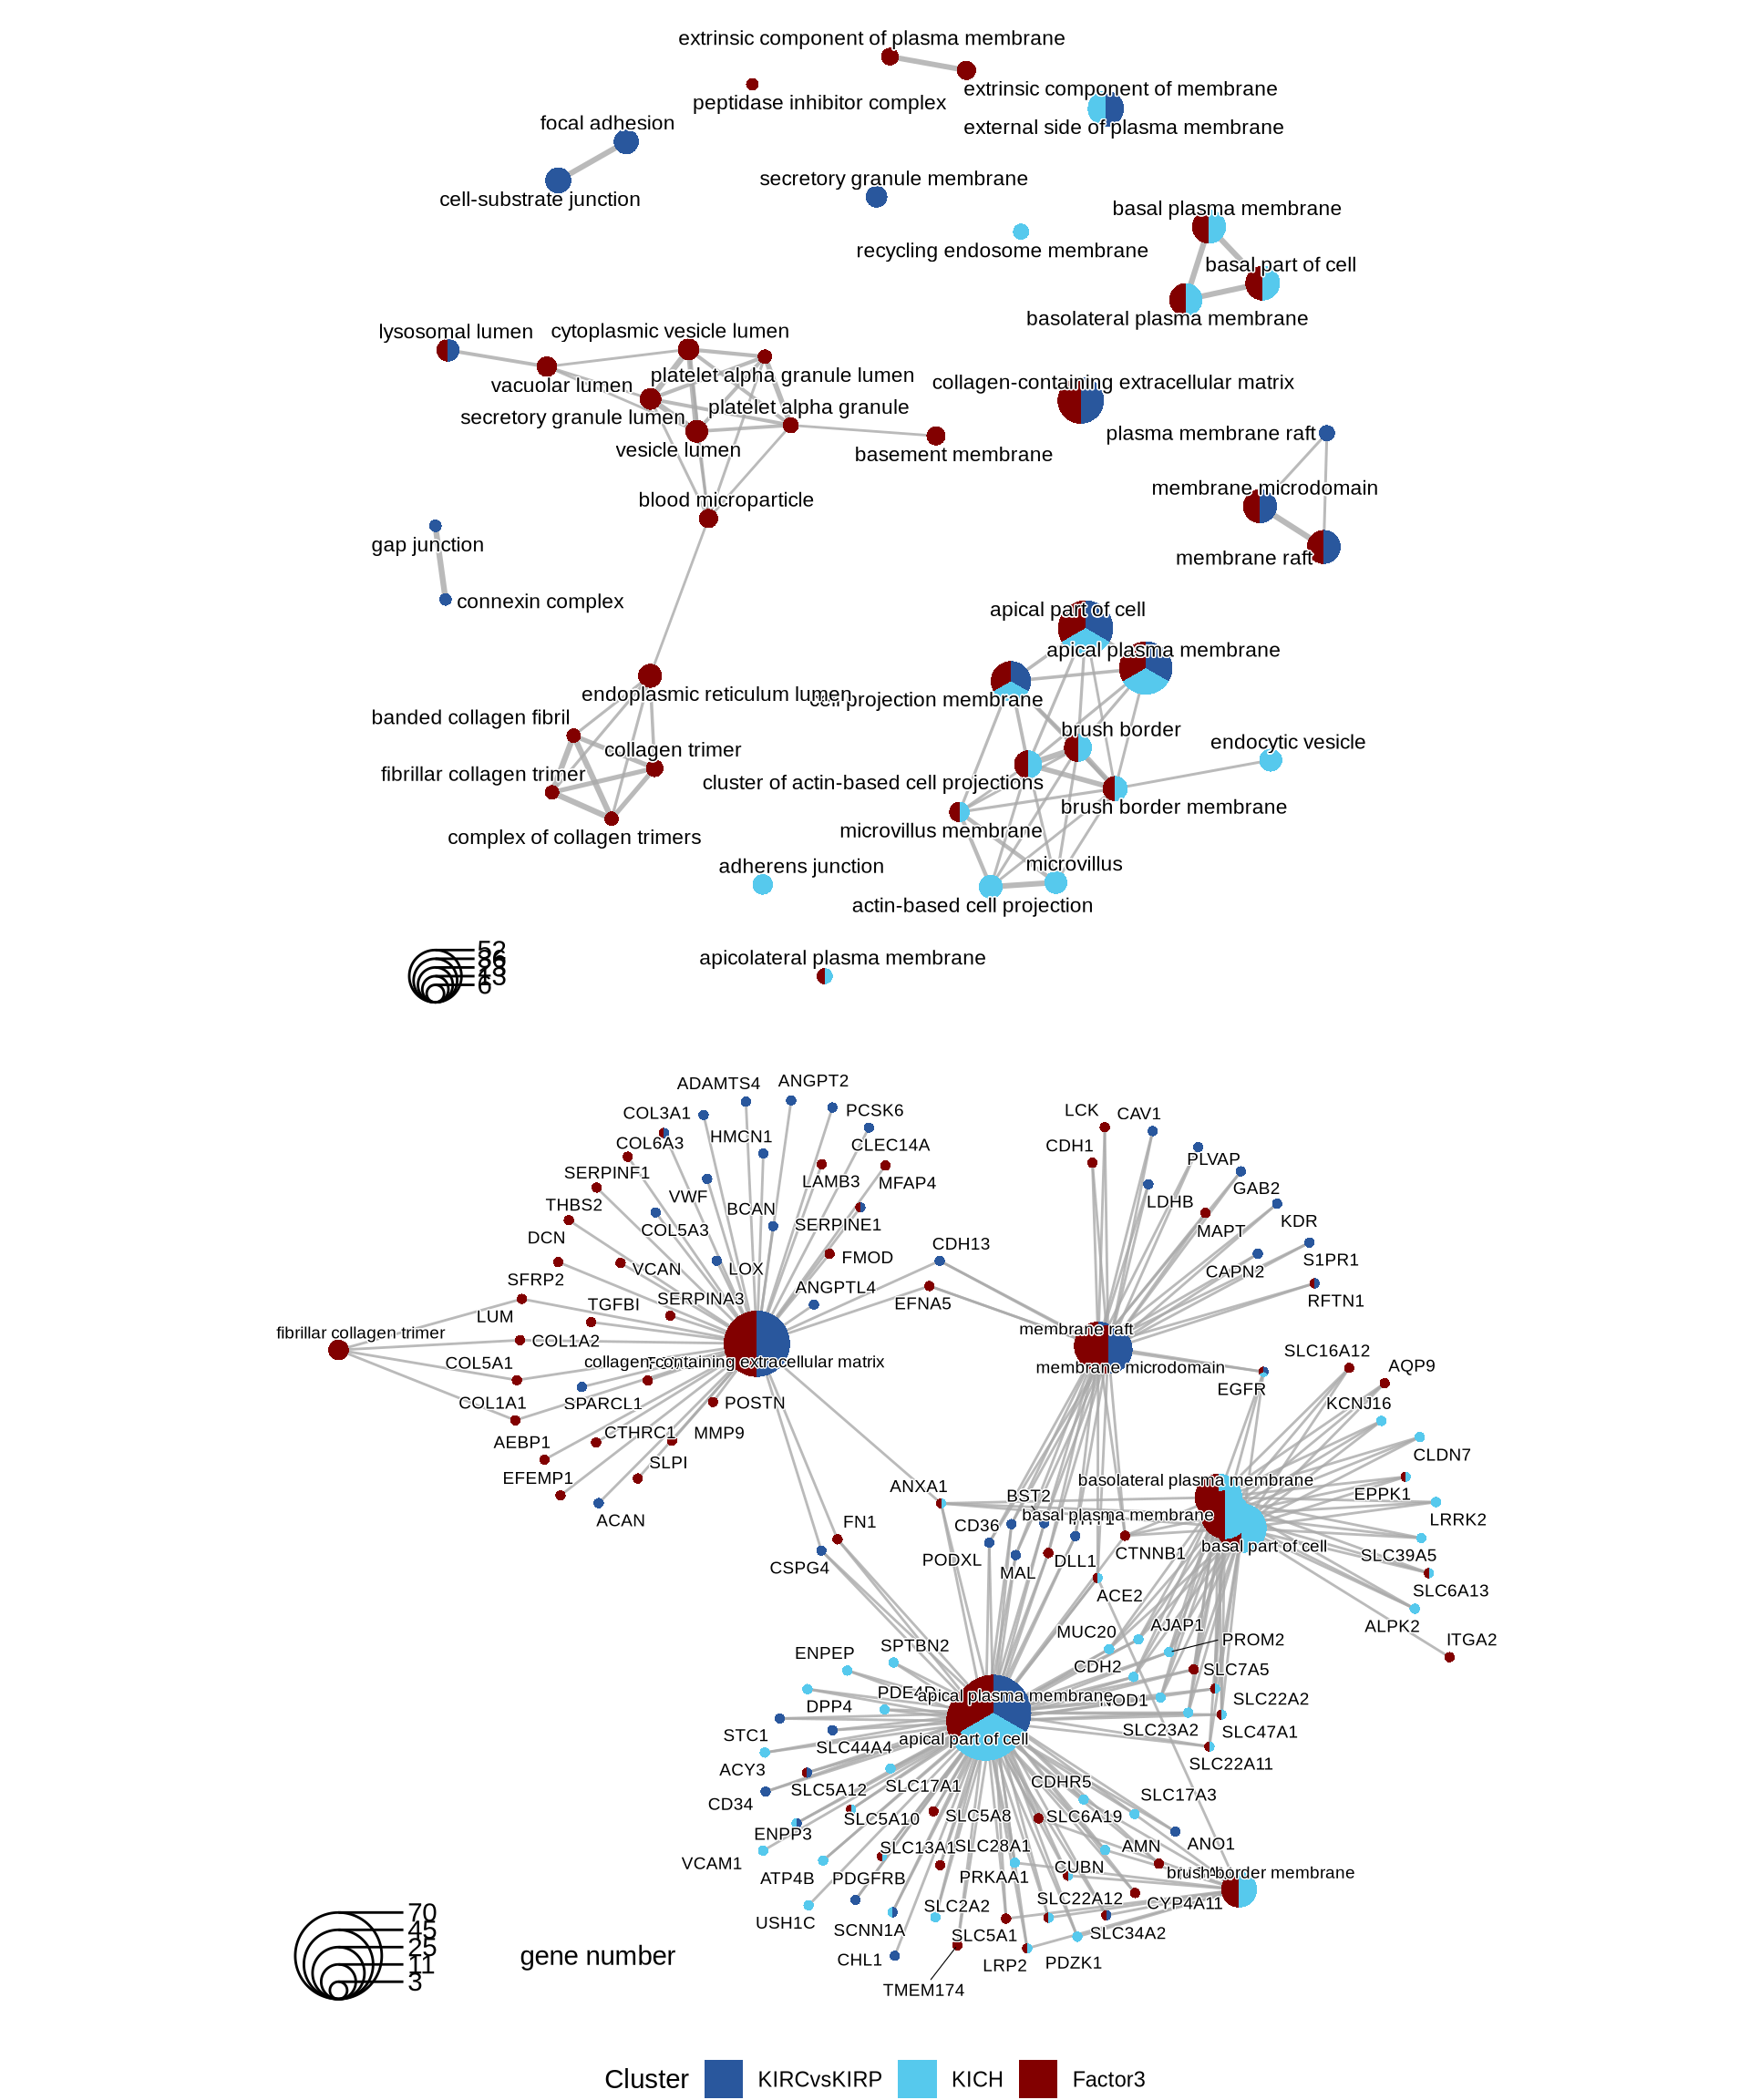 extrinsic component of plasma membrane
peptidase inhibitor complex
extrinsic component of membrane
external side of plasma membrane
focal adhesion
cell-substrate junction
secretory granule membrane
recycling endosome membrane
basal plasma membrane
basal part of cell
basolateral plasma membrane
lysosomal lumen
cytoplasmic vesicle lumen
vacuolar lumen
platelet alpha granule lumen
collagen-containing extracellular matrix
secretory granule lumen
platelet alpha granule
vesicle lumen
basement membrane
plasma membrane raft
membrane microdomain
membrane raft
blood microparticle
gap junction
connexin complex
apical part of cell
apical plasma membrane
endoplasmic reticulum lumen
cell projection membrane
banded collagen fibril
collagen trimer
fibrillar collagen trimer
complex of collagen trimers
brush border
endocytic vesicle
cluster of actin-based cell projections
brush border membrane
microvillus membrane
microvillus
adherens junction
actin-based cell projection
apicolateral plasma membrane
52
6
ADAMTS4
ANGPT2
COL3A1
PCSK6
COL6A3
HMCN1
CLEC14A
SERPINF1
LAMB3
MFAP4
THBS2
VWF
BCAN
DCN
COL5A3
SERPINE1
SFRP2
VCAN
LOX
FMOD
CDH13
LUM
TGFBI
SERPINA3
ANGPTL4
EFNA5
fibrillar collagen trimer
COL1A2
COL5A1
collagen-containing extracellular matrix
COL1A1
SPARCL1
POSTN
AEBP1
CTHRC1
MMP9
EFEMP1
SLPI
ACAN
LCK
CAV1
CDH1
PLVAP
LDHB
GAB2
MAPT
KDR
CAPN2
S1PR1
RFTN1
membrane raft
membrane microdomain
EGFR
SLC16A12
AQP9
KCNJ16
CLDN7
EPPK1
LRRK2
SLC39A5
SLC6A13
ALPK2
ITGA2
basolateral plasma membrane
basal plasma membrane
basal part of cell
ANXA1
BST2
FN1
CD36
CSPG4
PODXL
MAL
DLL1
CTNNB1
ACE2
MUC20
AJAP1
PROM2
CDH2
SLC7A5
NOD1
SLC22A2
SLC23A2
SLC47A1
SLC22A11
ENPEP
SPTBN2
DPP4
apical plasma membrane
apical part of cell
STC1
SLC44A4
ACY3
SLC5A12
SLC17A1
CDHR5
SLC17A3
CD34
SLC5A10
SLC5A8
SLC6A19
ENPP3
ANO1
SLC13A1
SLC28A1
AMN
VCAM1
ATP4B
PDGFRB
PRKAA1
CUBN
brush border membrane
USH1C
SCNN1A
SLC2A2
SLC22A12
CYP4A11
CHL1
SLC5A1
SLC34A2
LRP2
PDZK1
TMEM174
70
45
25
11
3
gene number
Cluster
KIRCvsKIRP
KICH
Factor3